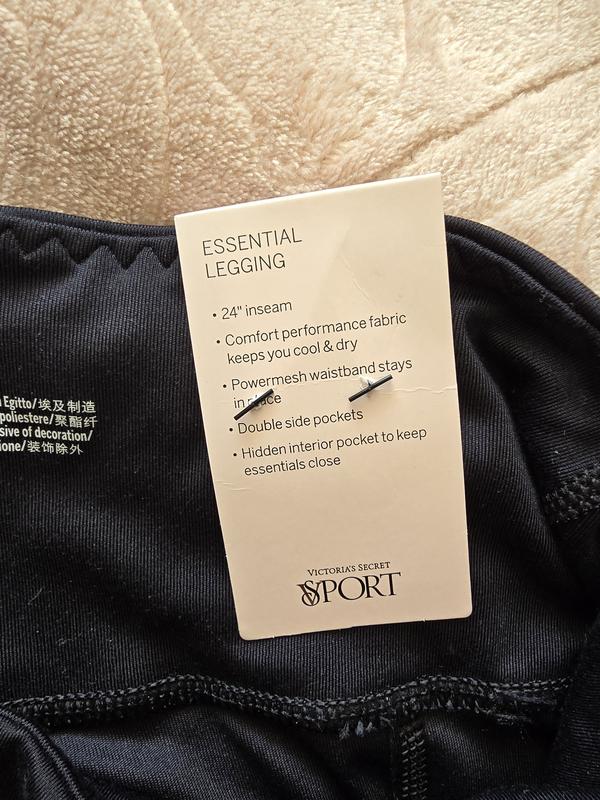 ESSENTIAL
LEGGING
• 24" inseam
• Comfort performance fabric
keeps you cool & dry
• Powermesh waistband stays
in place
• Double side pockets
• Hidden interior pocket to keep
essentials close
VICTORIA'S SECRET
VSPORT
Egitto/埃及制造
poliestere/聚酯纤
sive of decoration/
ione/装饰除外